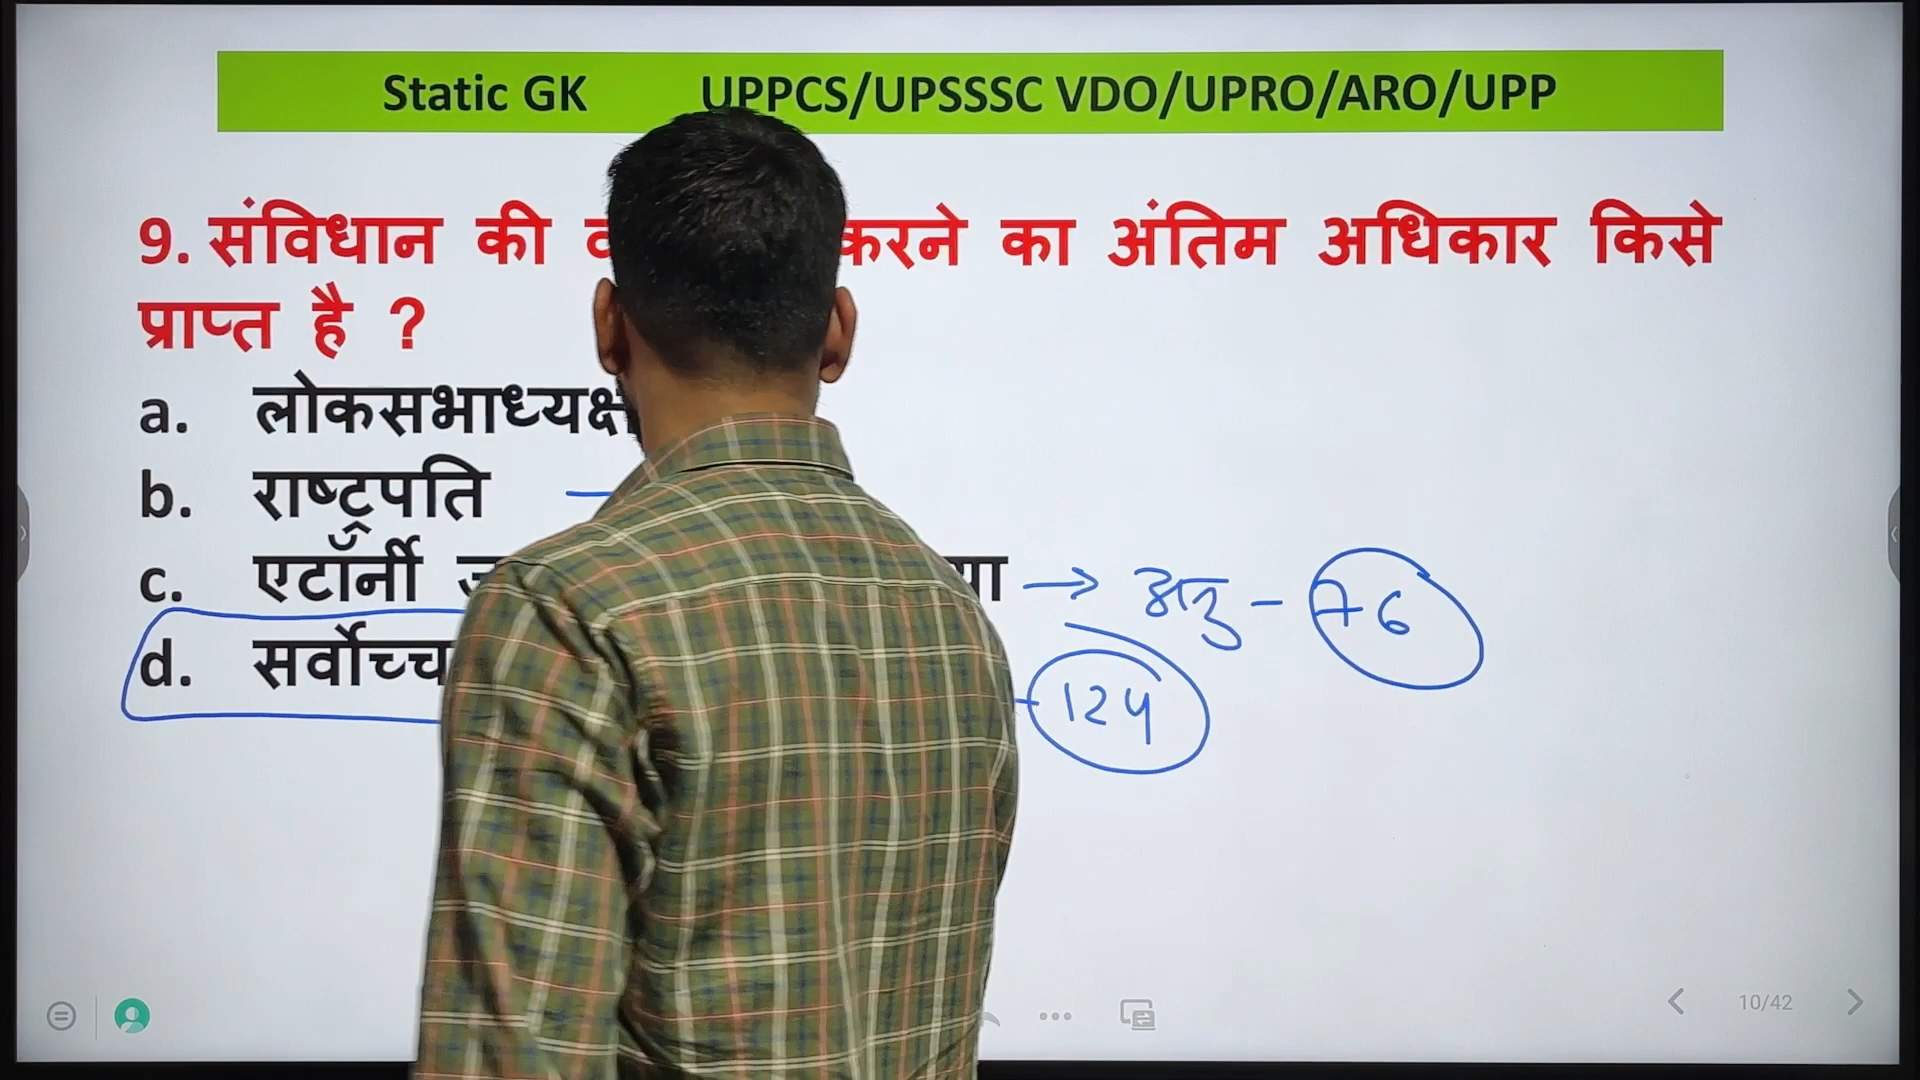 Static GK UPPCS/UPSSSC VDO/UPRO/ARO/UPP
9. संविधान की करने का अंतिम अधिकार किसे
प्राप्त है ?
a. लोकसभाध्यक्ष
b. राष्ट्रपति
c. एटॉर्नी → अनु - 76
d. सर्वोच्च 124
10/42